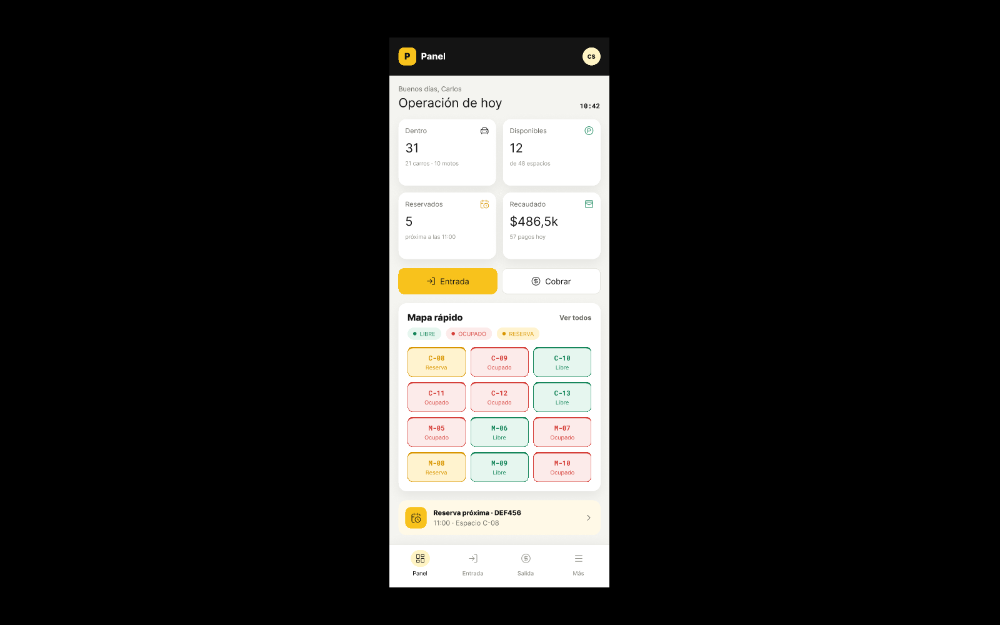 P Panel
CS
Buenos días, Carlos
Operación de hoy
10:42
Dentro
31
21 carros · 10 motos
Disponibles
P
12
de 48 espacios
Reservados
5
próxima a las 11:00
Recaudado
$486,5k
57 pagos hoy
Entrada
Cobrar
Mapa rápido
Ver todos
LIBRE
OCUPADO
RESERVA
C-08
Reserva
C-09
Ocupado
C-10
Libre
C-11
Ocupado
C-12
Ocupado
C-13
Libre
M-05
Ocupado
M-06
Libre
M-07
Ocupado
M-08
Reserva
M-09
Libre
M-10
Ocupado
Reserva próxima · DEF456
11:00 · Espacio C-08
Panel
Entrada
Salida
Más